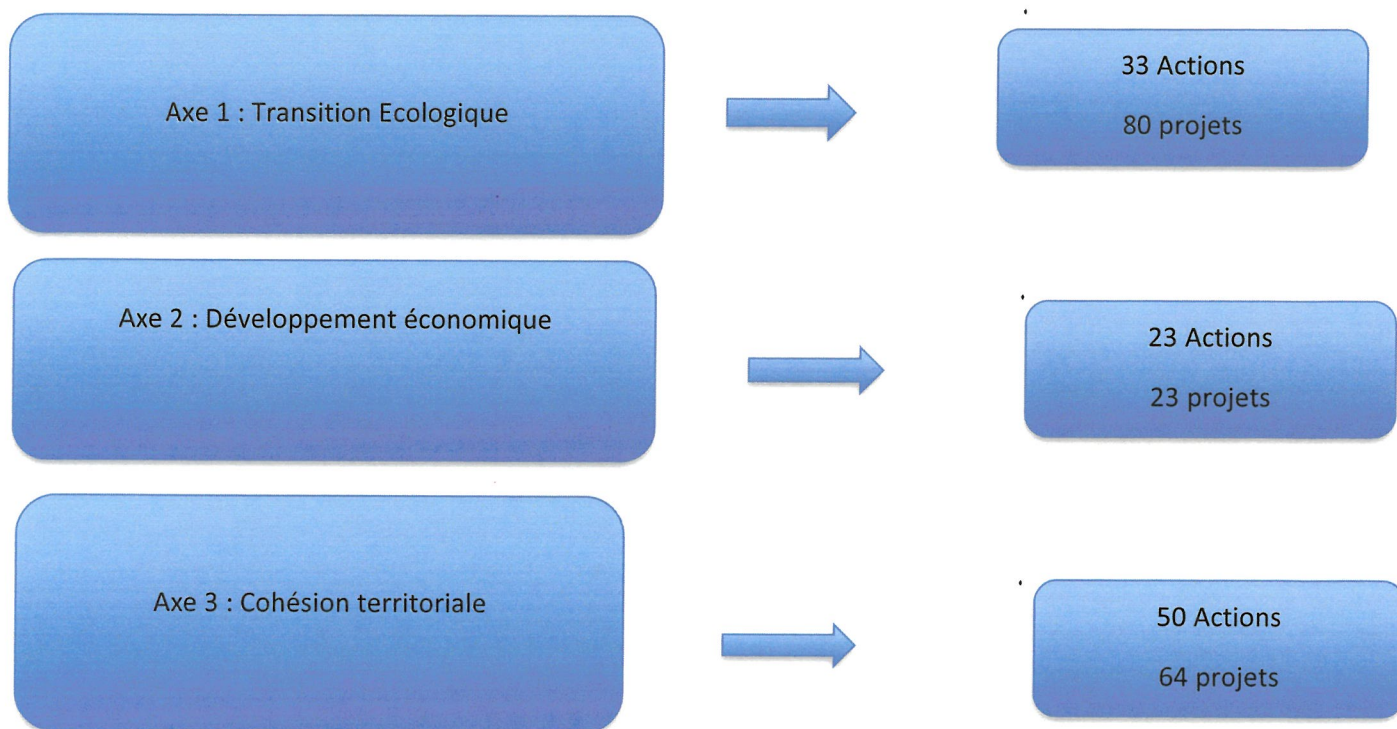 Axe 1 : Transition Ecologique
33 Actions
80 projets
Axe 2 : Développement économique
23 Actions
23 projets
Axe 3 : Cohésion territoriale
50 Actions
64 projets